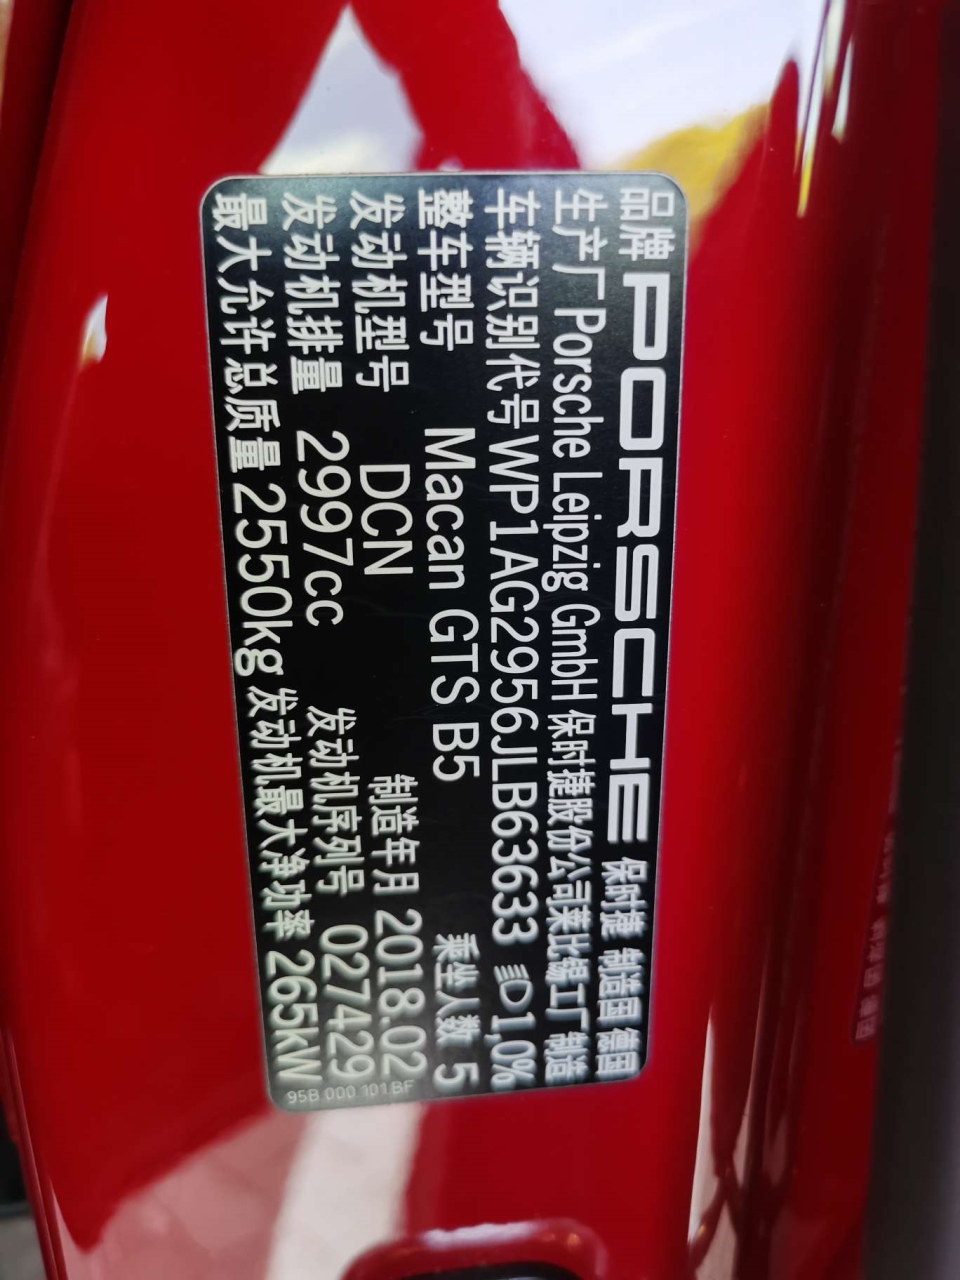 品牌 PORSCHE 保时捷 制造国 德国
生产厂 Porsche Leipzig GmbH 保时捷股份公司莱比锡工厂 制造
车辆识别代号 WP1AG2956JLB63633 1,0%
整车型号 Macan GTS B5 乘坐人数 5
发动机型号 DCN 制造年月 2018.02
发动机排量 2997cc 发动机序列号 027429
最大允许总质量 2550kg 发动机最大净功率 265kW
95B 000 101 BF